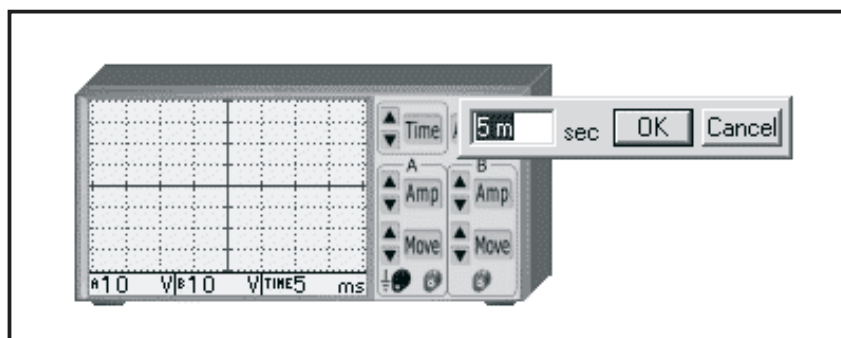 Time
5 m sec OK Cancel
A B
Amp Amp
Move Move
A10 V B10 V TIME5 ms